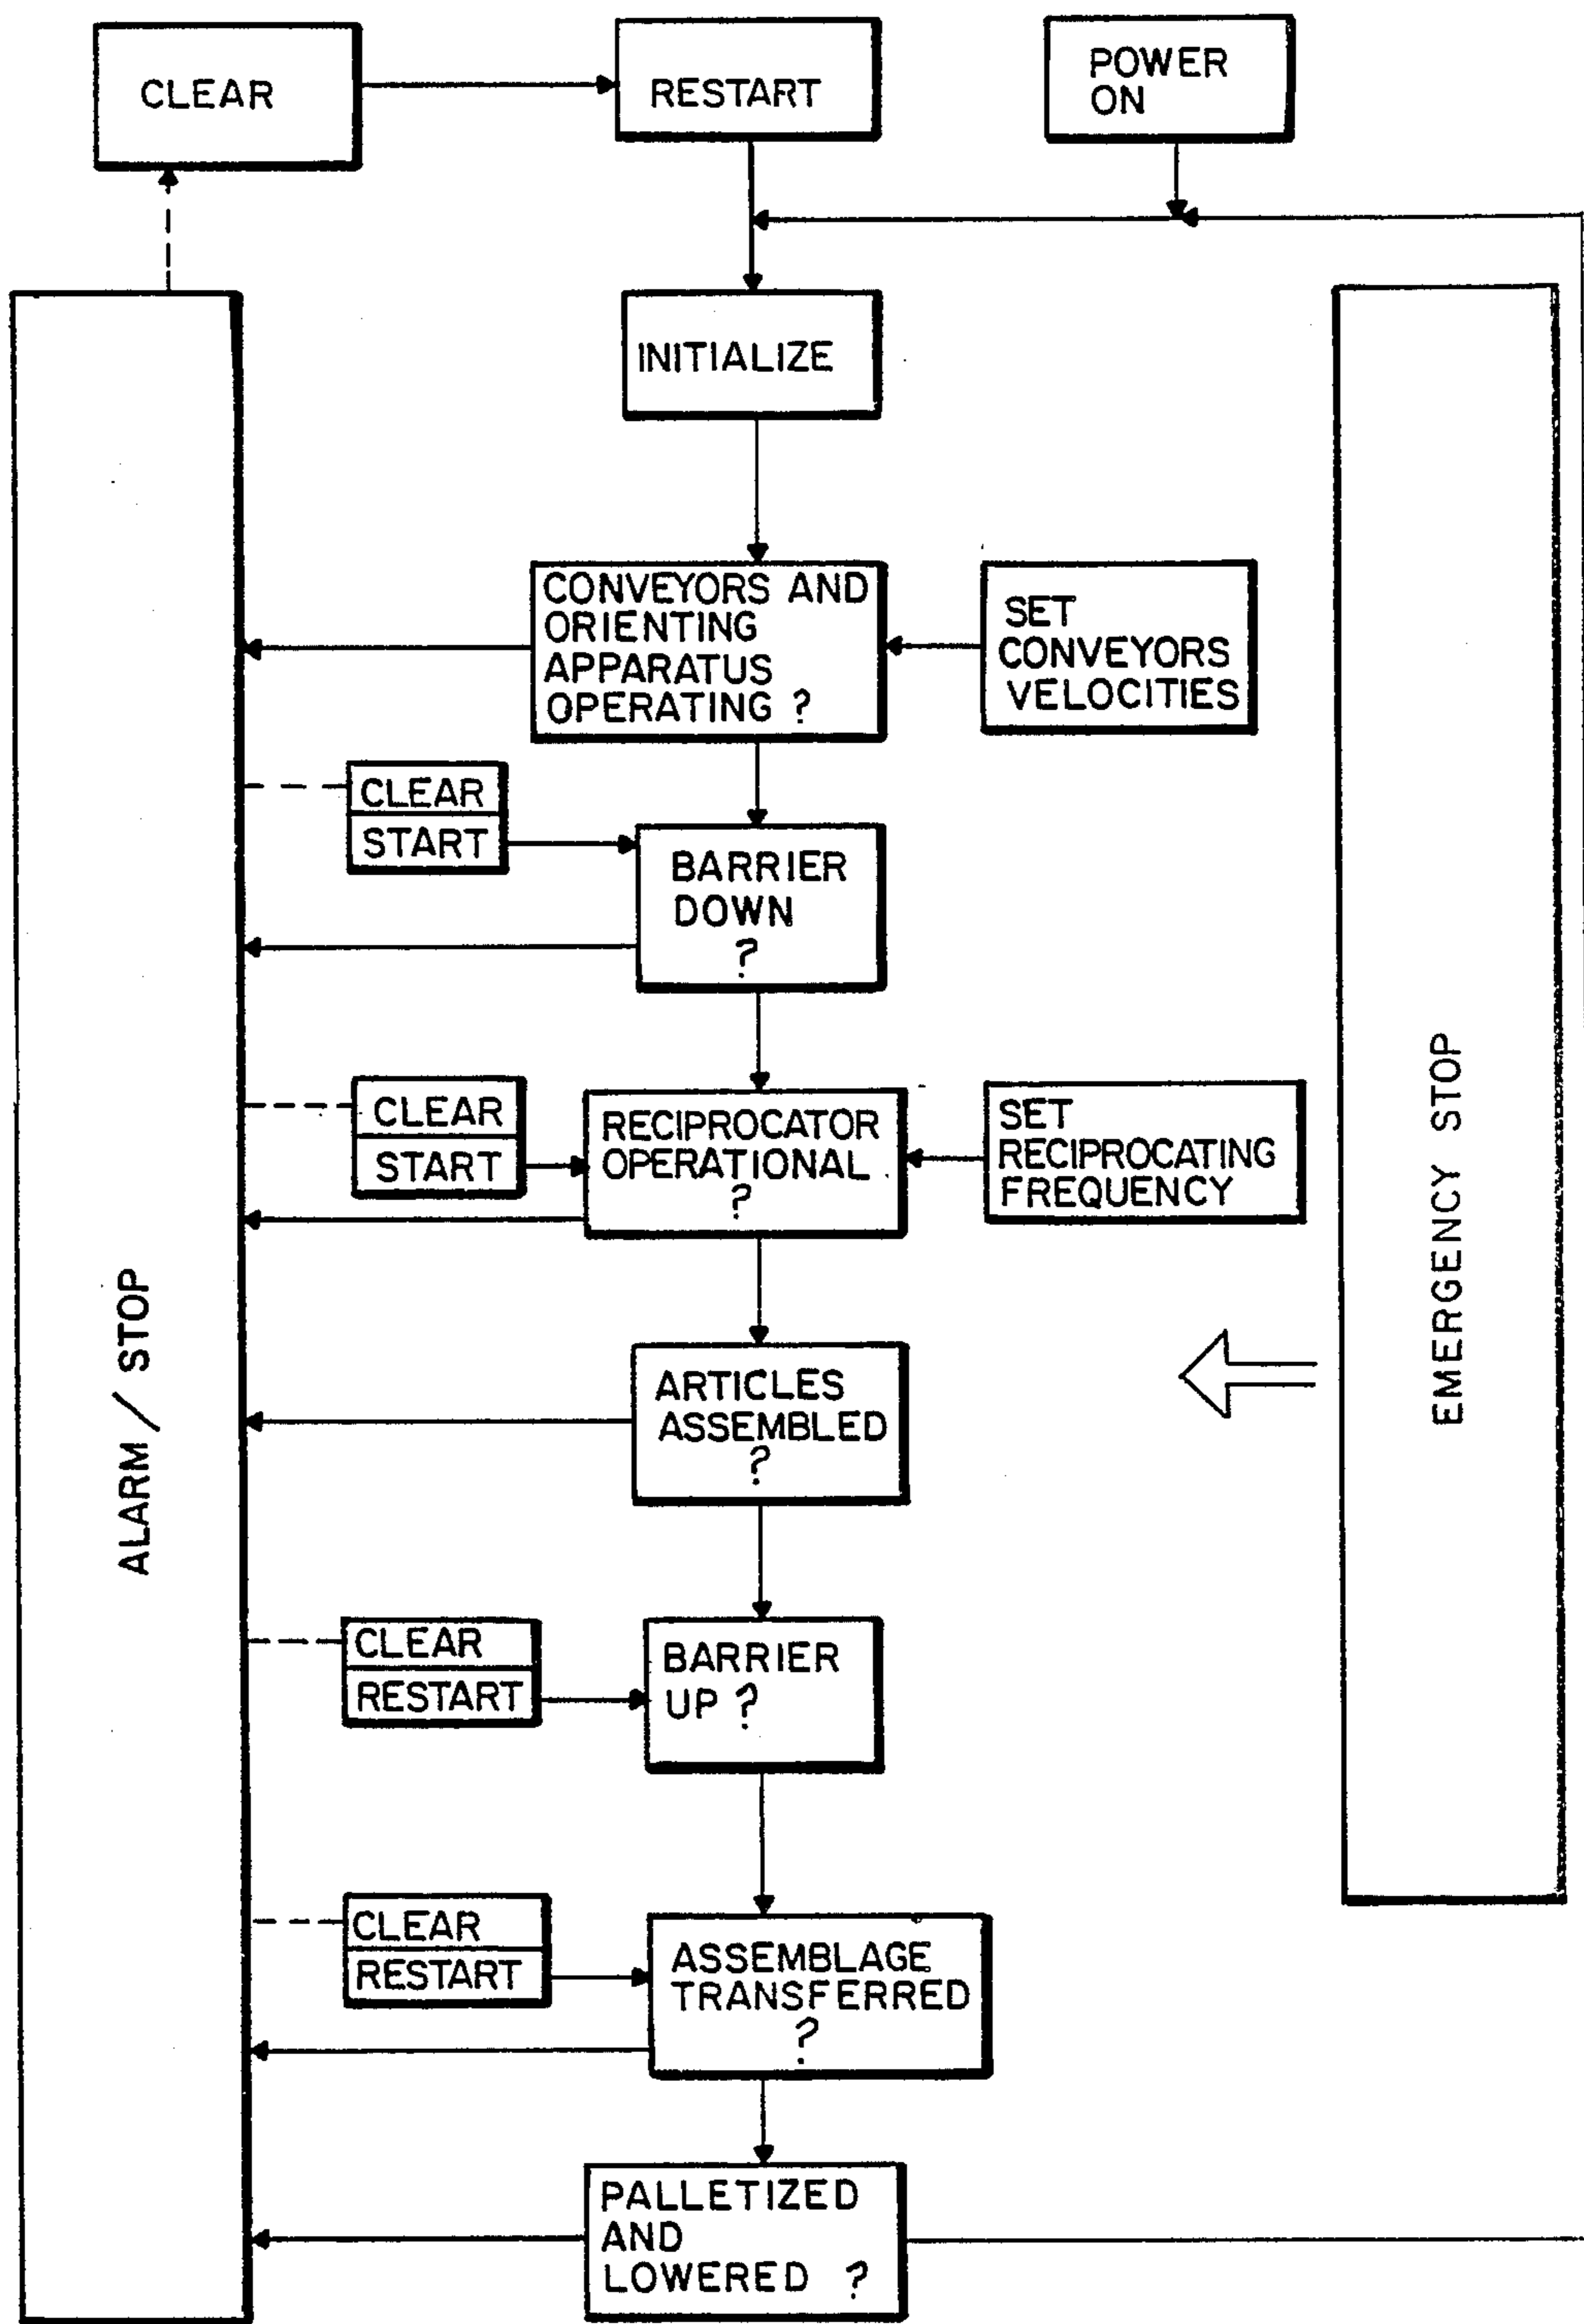 CLEAR
RESTART
POWER
ON
INITIALIZE
CONVEYORS AND
ORIENTING
APPARATUS
OPERATING ?
SET
CONVEYORS
VELOCITIES
CLEAR
START
BARRIER
DOWN
?
CLEAR
START
RECIPROCATOR
OPERATIONAL
?
SET
RECIPROCATING
FREQUENCY
ALARM / STOP
EMERGENCY STOP
ARTICLES
ASSEMBLED
?
CLEAR
RESTART
BARRIER
UP ?
CLEAR
RESTART
ASSEMBLAGE
TRANSFERRED
?
PALLETIZED
AND
LOWERED ?